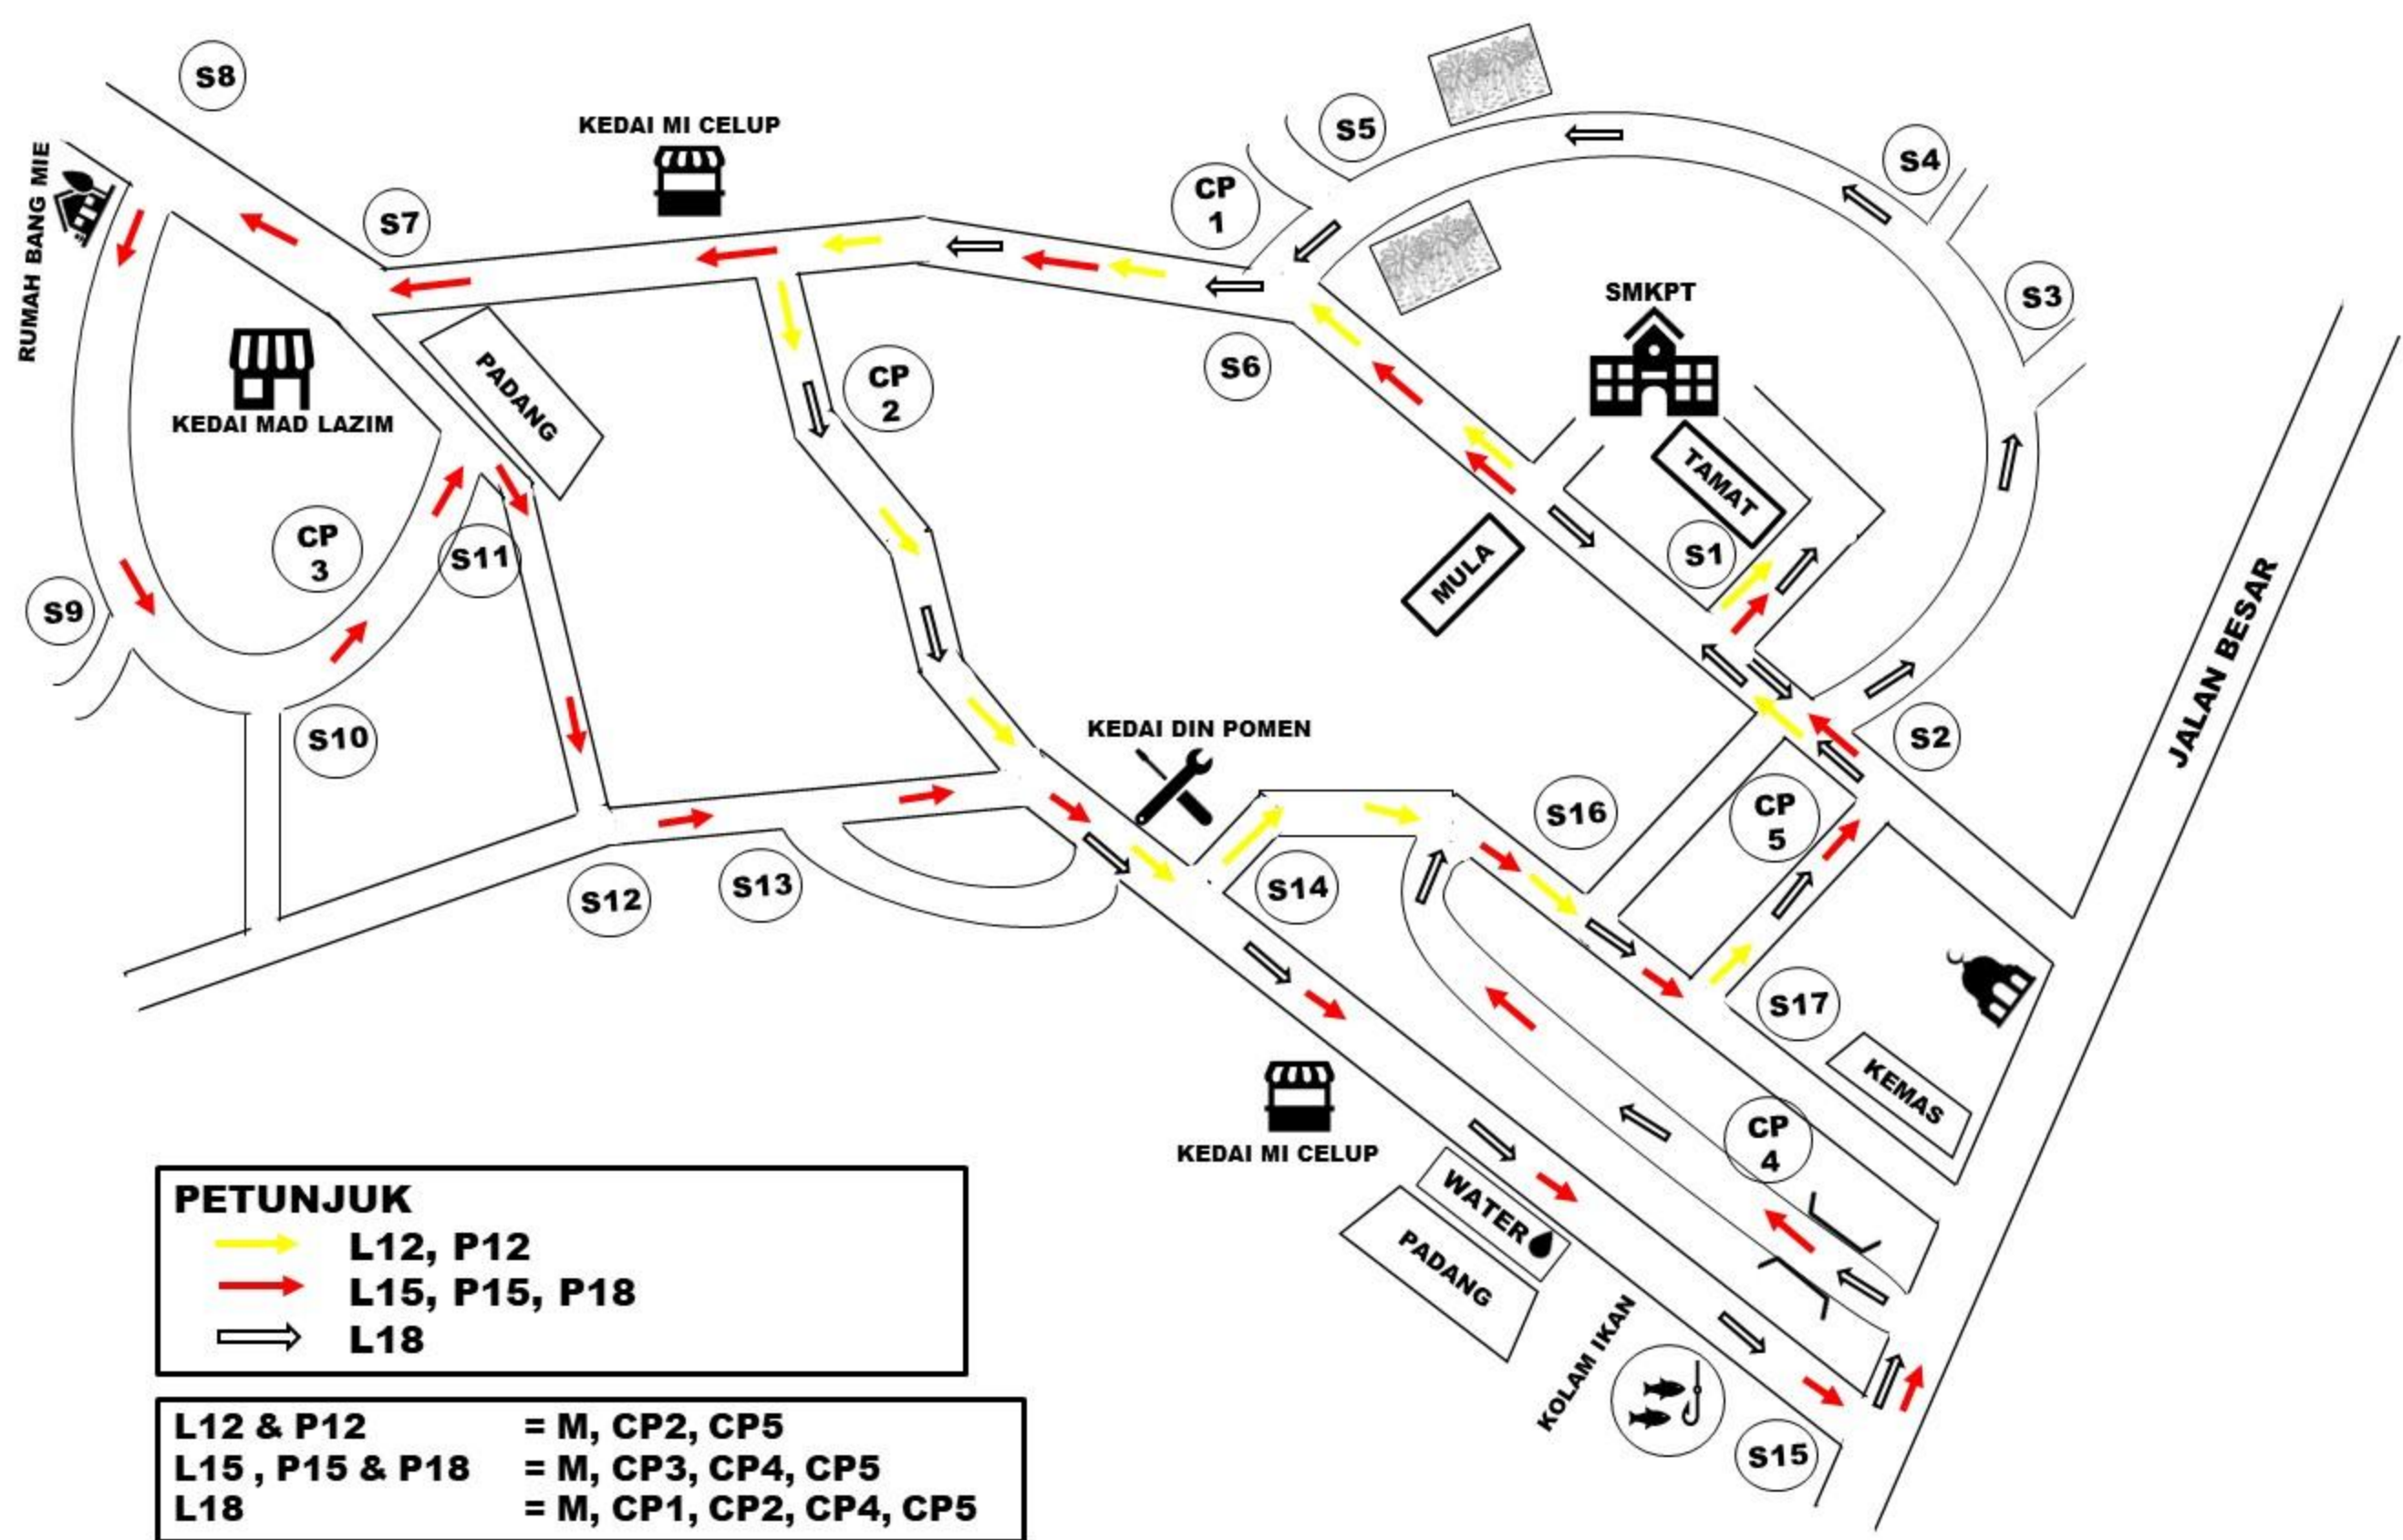 S8
KEDAI MI CELUP
S5
S4
CP
1
RUMAH BANG MIE
S7
S3
SMKPT
S6
CP
2
PADANG
KEDAI MAD LAZIM
TAMAT
CP
3
S11
S1
MULA
S9
JALAN BESAR
S10
KEDAI DIN POMEN
S2
S16
CP
5
S12
S13
S14
S17
KEMAS
CP
4
KEDAI MI CELUP
WATER
PADANG
KOLAM IKAN
S15
PETUNJUK
L12, P12
L15, P15, P18
L18
L12 & P12 = M, CP2, CP5
L15 , P15 & P18 = M, CP3, CP4, CP5
L18 = M, CP1, CP2, CP4, CP5